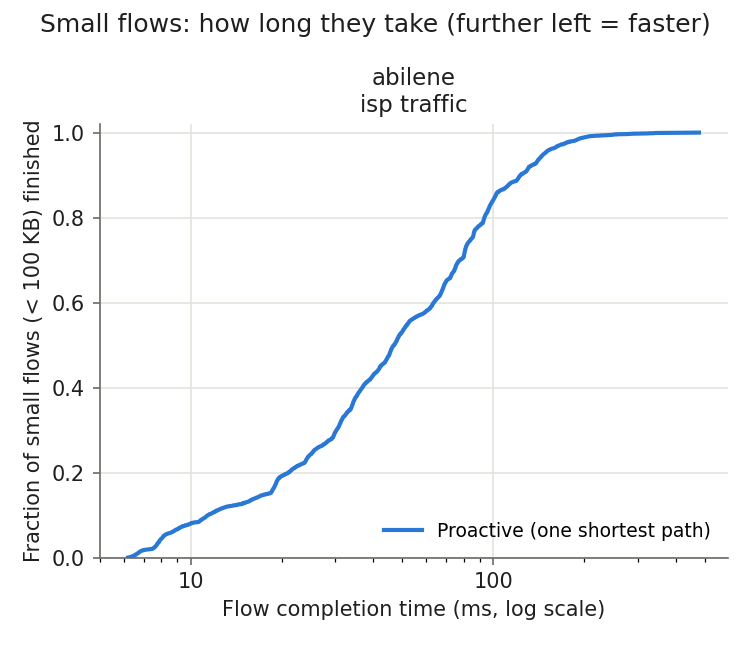 Small flows: how long they take (further left = faster)
abilene
isp traffic
Fraction of small flows (< 100 KB) finished
1.0
0.8
0.6
0.4
0.2
0.0
Proactive (one shortest path)
10
100
Flow completion time (ms, log scale)